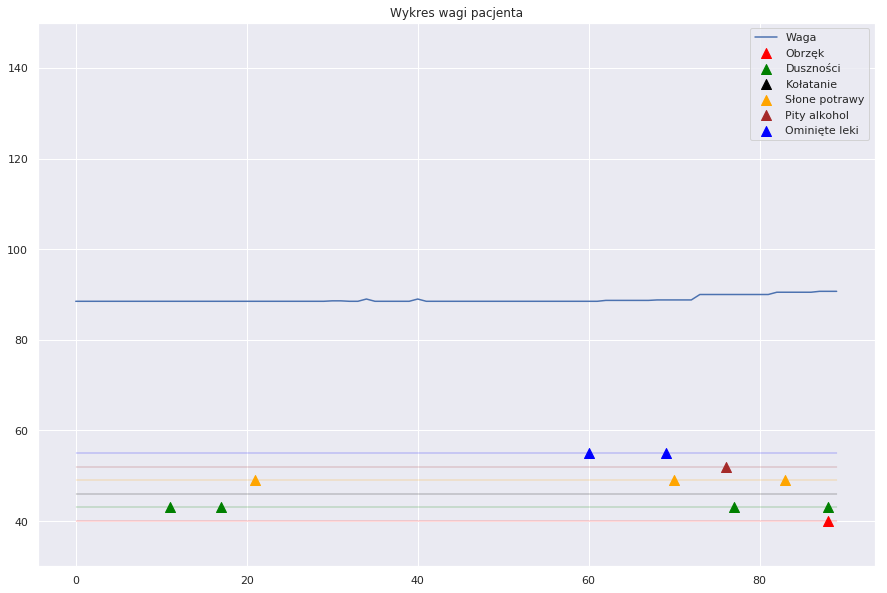 Wykres wagi pacjenta
Waga
Obrzęk
Duszności
Kołatanie
Słone potrawy
Pity alkohol
Ominięte leki
140
120
100
80
60
40
0 20 40 60 80